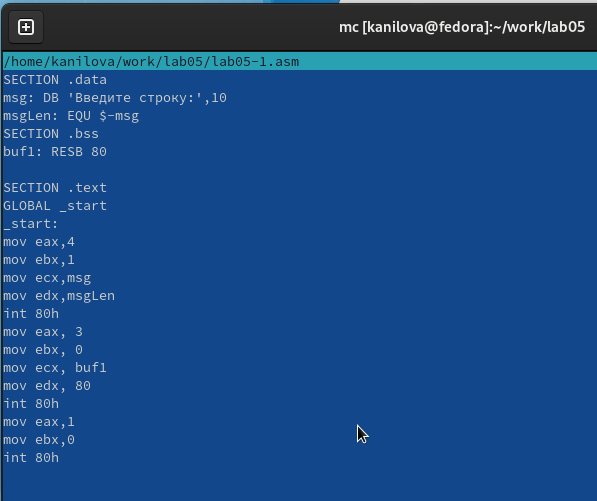 mc [kanilova@fedora]:~/work/lab05
/home/kanilova/work/lab05/lab05-1.asm
SECTION .data
msg: DB 'Введите строку:',10
msgLen: EQU $-msg
SECTION .bss
buf1: RESB 80
SECTION .text
GLOBAL _start
_start:
mov eax,4
mov ebx,1
mov ecx,msg
mov edx,msgLen
int 80h
mov eax, 3
mov ebx, 0
mov ecx, buf1
mov edx, 80
int 80h
mov eax,1
mov ebx,0
int 80h